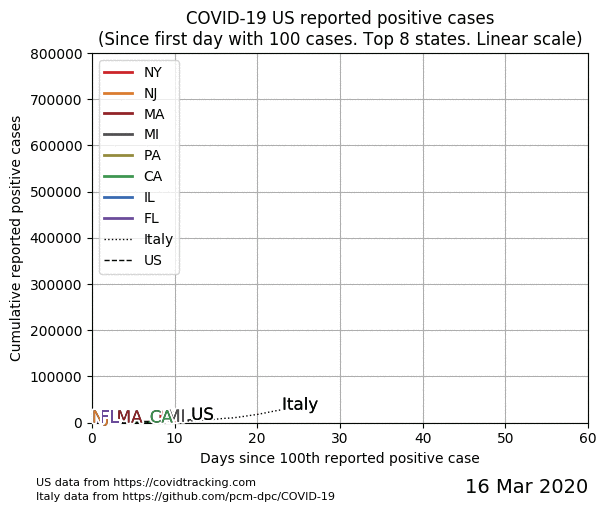 COVID-19 US reported positive cases
(Since first day with 100 cases. Top 8 states. Linear scale)
800000
700000
600000
500000
400000
300000
200000
100000
0
Cumulative reported positive cases
NY
NJ
MA
MI
PA
CA
IL
FL
Italy
US
FL MA CA US Italy
0 10 20 30 40 50 60
Days since 100th reported positive case
US data from https://covidtracking.com
Italy data from https://github.com/pcm-dpc/COVID-19
16 Mar 2020